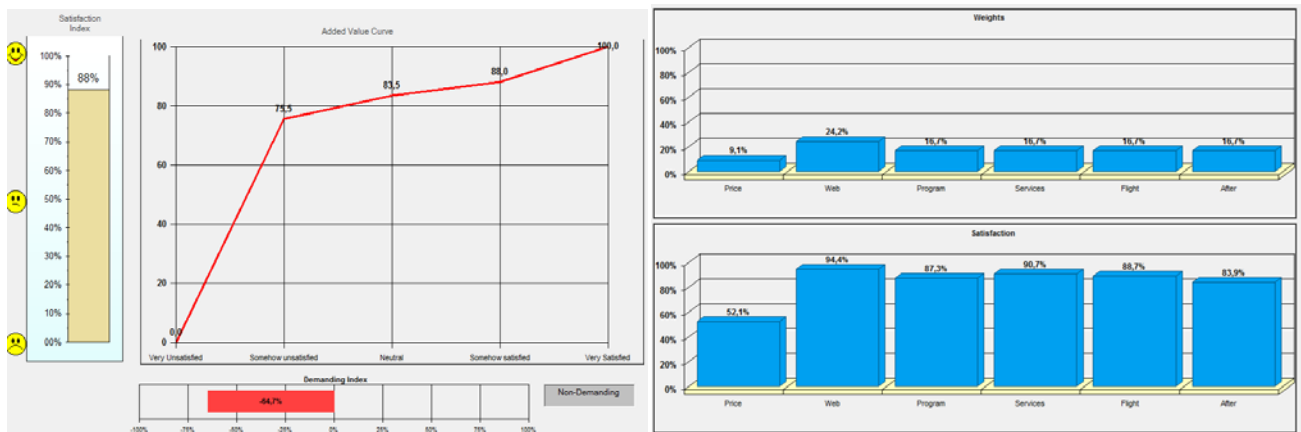 Satisfaction
Index
100%
90%
88%
80%
70%
60%
50%
40%
30%
20%
10%
00%
Added Value Curve
100
80
60
40
20
0
0,0
75,5
83,5
88,0
100,0
Very Unsatisfied
Somehow unsatisfied
Neutral
Somehow satisfied
Very Satisfied
Demanding Index
-64,7%
-100%
-75%
-50%
-25%
0%
25%
50%
75%
100%
Non-Demanding
Weights
100%
80%
60%
40%
20%
0%
9,1%
24,2%
16,7%
16,7%
16,7%
16,7%
Price
Web
Program
Services
Flight
After
Satisfaction
100%
80%
60%
40%
20%
0%
52,1%
94,4%
87,3%
90,7%
88,7%
83,9%
Price
Web
Program
Services
Flight
After